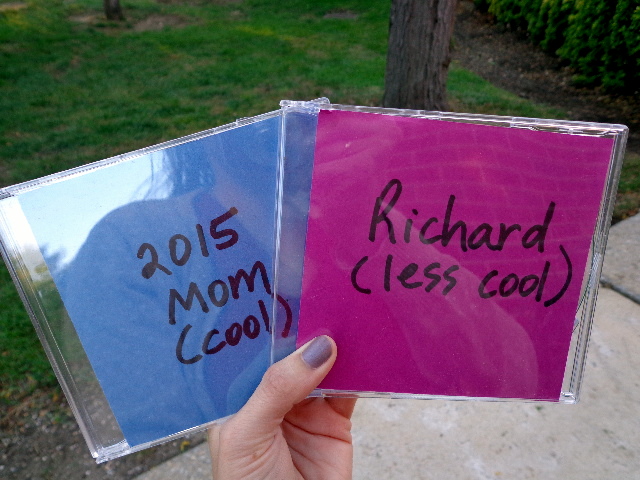 2015
Mom
(cool)
Richard
(less cool)